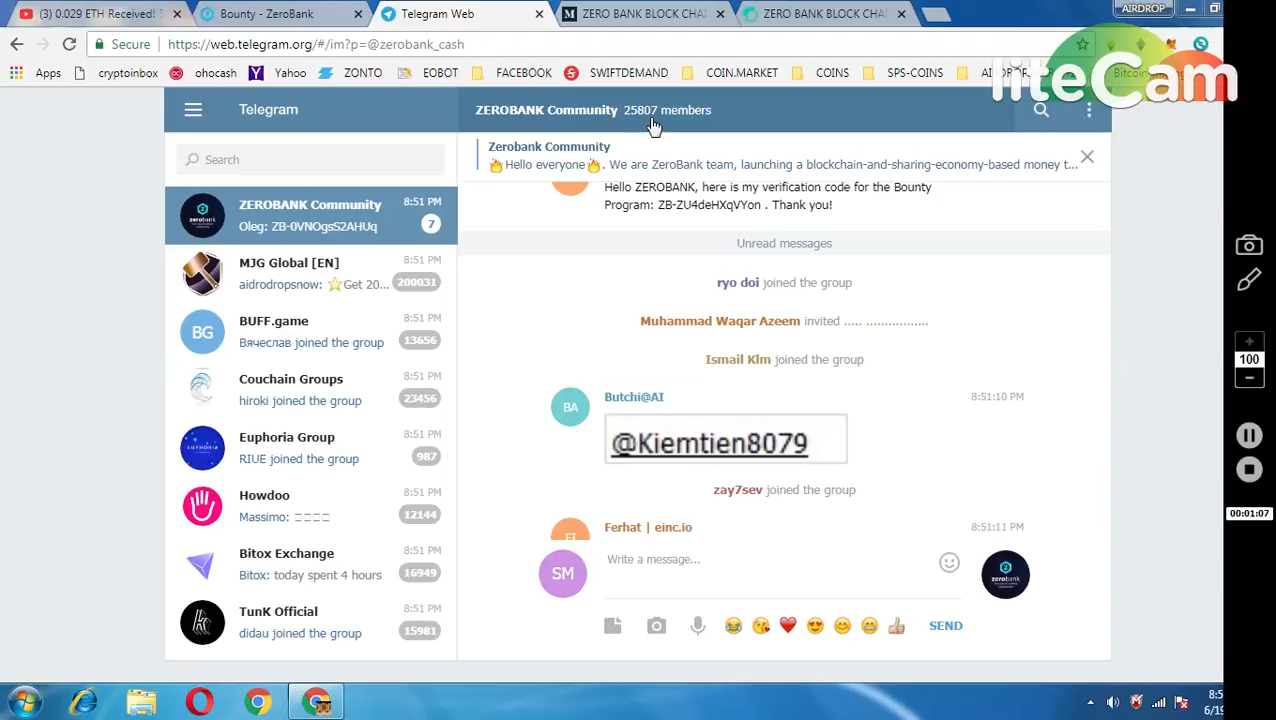 (3) 0.029 ETH Received!
Bounty - ZeroBank
Telegram Web
ZERO BANK BLOCK CHA
ZERO BANK BLOCK CHA
AIRDROP
Secure
https://web.telegram.org/#/im?p=@zerobank_cash
Apps
cryptoinbox
ohocash
Yahoo
ZONTO
EOBOT
FACEBOOK
SWIFTDEMAND
COIN.MARKET
COINS
SPS-COINS
liteCam
Telegram
ZEROBANK Community 25807 members
Search
Zerobank Community
🔥Hello everyone🔥. We are ZeroBank team, launching a blockchain-and-sharing-economy-based money t...
ZEROBANK Community 8:51 PM
Oleg: ZB-0VNOgsS2AHUq 7
MJG Global [EN] 8:51 PM
aidrodropsnow: ⭐Get 20... 200031
BG
BUFF.game 8:51 PM
Вячеслав joined the group 13656
Couchain Groups 8:51 PM
hiroki joined the group 23456
Euphoria Group 8:51 PM
RIUE joined the group 987
Howdoo 8:51 PM
Massimo: □□□□ 12144
Bitox Exchange 8:51 PM
Bitox: today spent 4 hours 16949
TunK Official 8:51 PM
didau joined the group 15981
zerobank
Hello ZEROBANK, here is my verification code for the Bounty
Program: ZB-ZU4deHXqVYon . Thank you!
Unread messages
ryo doi joined the group
Muhammad Waqar Azeem invited ..... .................
Ismail Klm joined the group
BA
Butchi@AI 8:51:10 PM
@Kiemtien8079
zay7sev joined the group
Ferhat | einc.io 8:51:11 PM
SM
Write a message...
zerobank
SEND
100
00:01:07